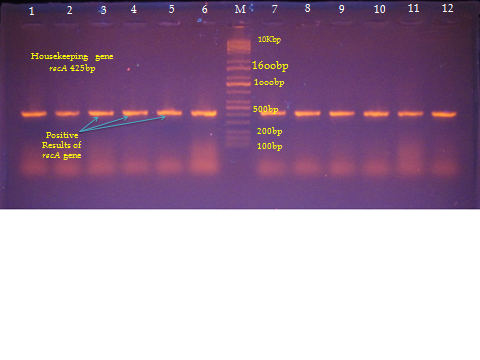 1 2 3 4 5 6 M 7 8 9 10 11 12
10Kbp
Housekeeping gene
recA 425bp
1600bp
1000bp
500bp
Positive
Results of
recA gene
200bp
100bp